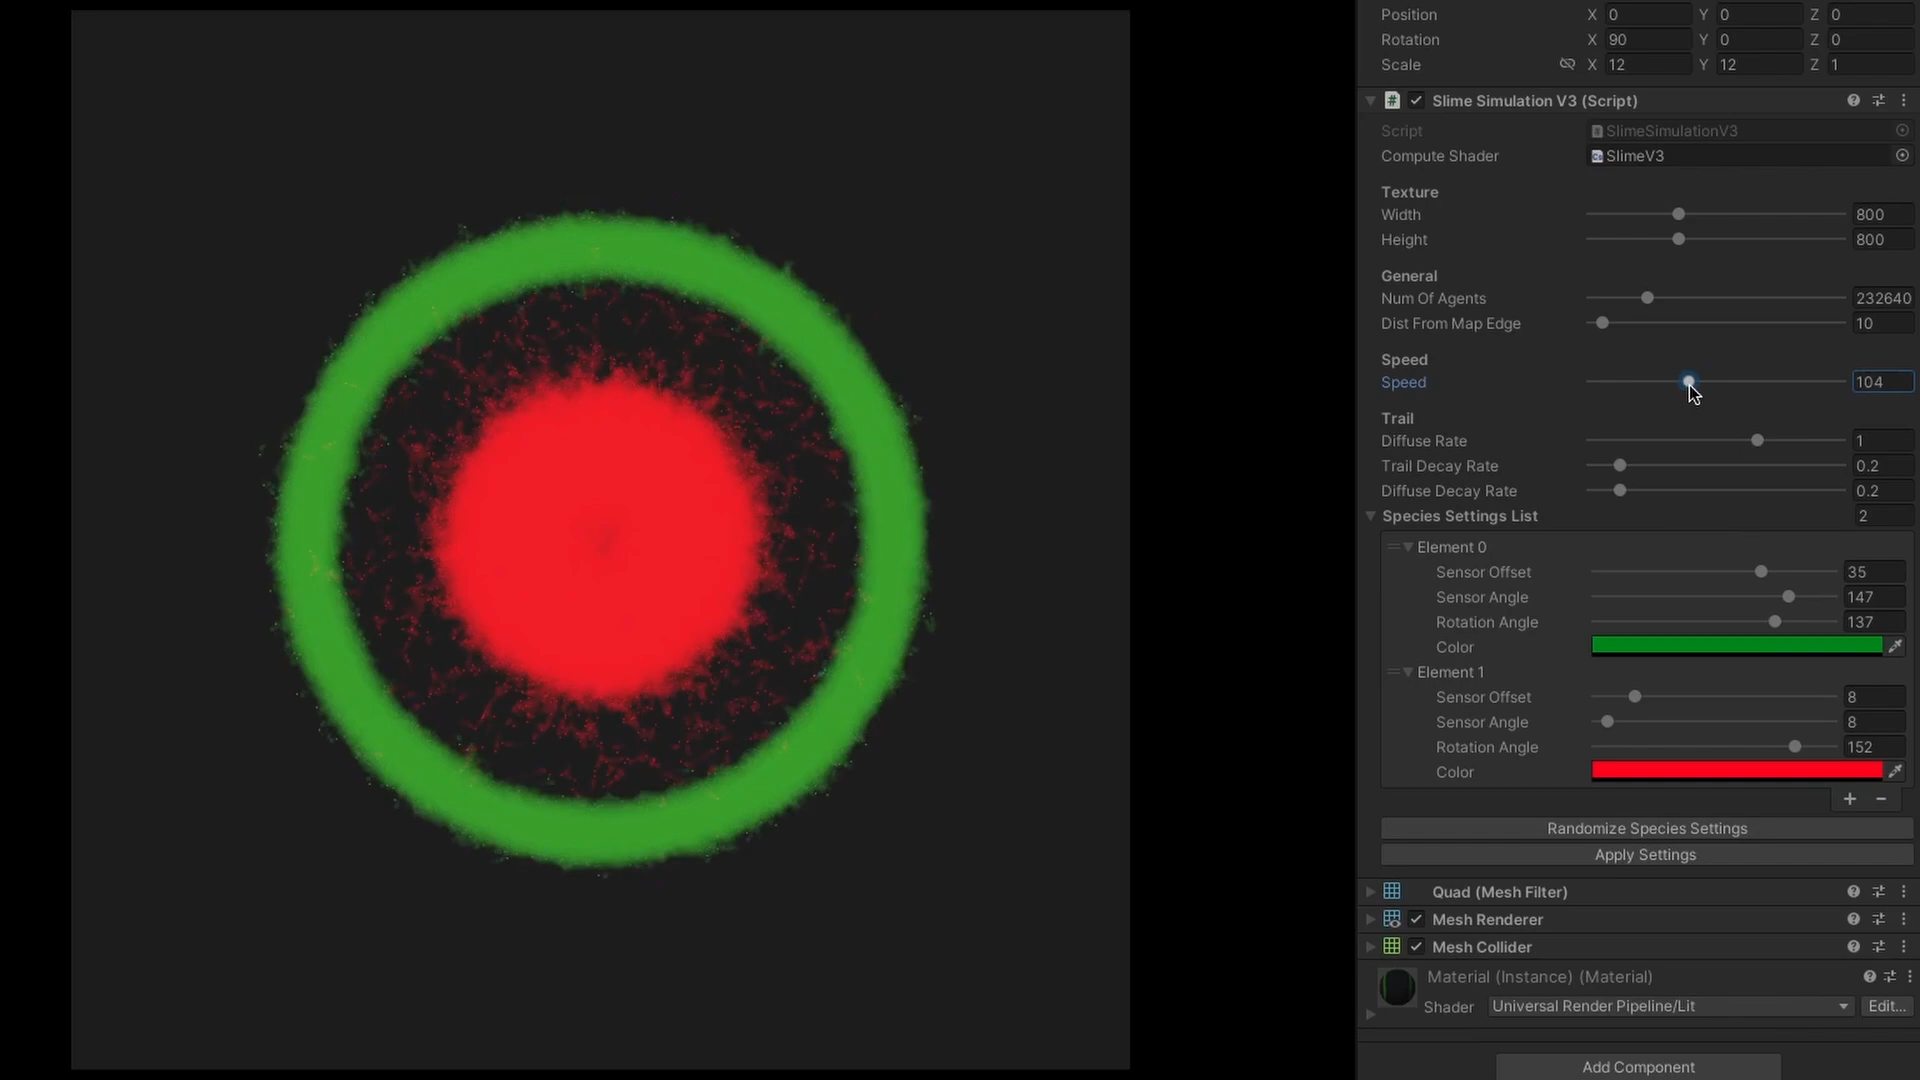 Position X 0 Y 0 Z 0
Rotation X 90 Y 0 Z 0
Scale X 12 Y 12 Z 1
# Slime Simulation V3 (Script)
Script SlimeSimulationV3
Compute Shader SlimeV3
Texture
Width 800
Height 800
General
Num Of Agents 232640
Dist From Map Edge 10
Speed
Speed 104
Trail
Diffuse Rate 1
Trail Decay Rate 0.2
Diffuse Decay Rate 0.2
Species Settings List 2
Element 0
Sensor Offset 35
Sensor Angle 147
Rotation Angle 137
Color
Element 1
Sensor Offset 8
Sensor Angle 8
Rotation Angle 152
Color
+ -
Randomize Species Settings
Apply Settings
Quad (Mesh Filter)
Mesh Renderer
Mesh Collider
Material (Instance) (Material)
Shader Universal Render Pipeline/Lit Edit...
Add Component